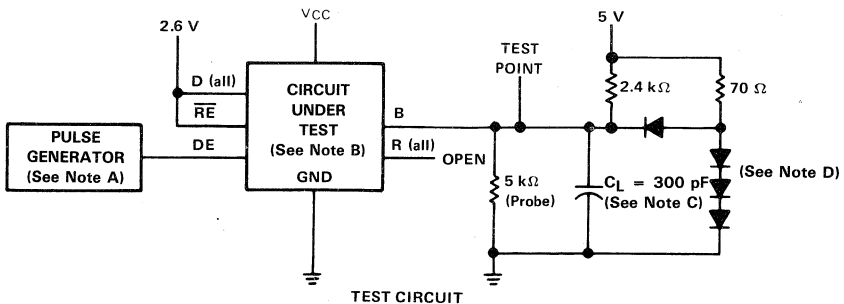 2.6 V
VCC
5 V
TEST
POINT
D (all)
RE
DE
CIRCUIT
UNDER
TEST
(See Note B)
GND
B
R (all)
OPEN
PULSE
GENERATOR
(See Note A)
2.4 kΩ
70 Ω
5 kΩ
(Probe)
CL = 300 pF
(See Note C)
(See Note D)
TEST CIRCUIT